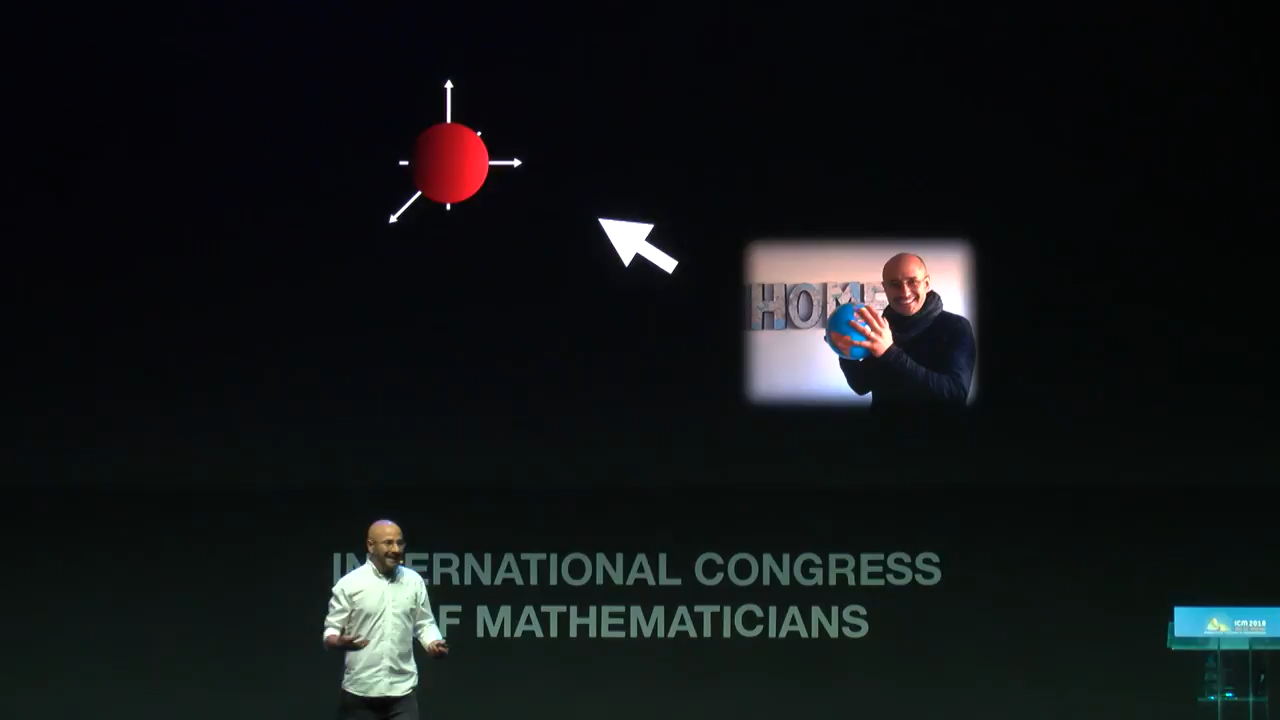 HOME
INTERNATIONAL CONGRESS
OF MATHEMATICIANS
ICM 2018